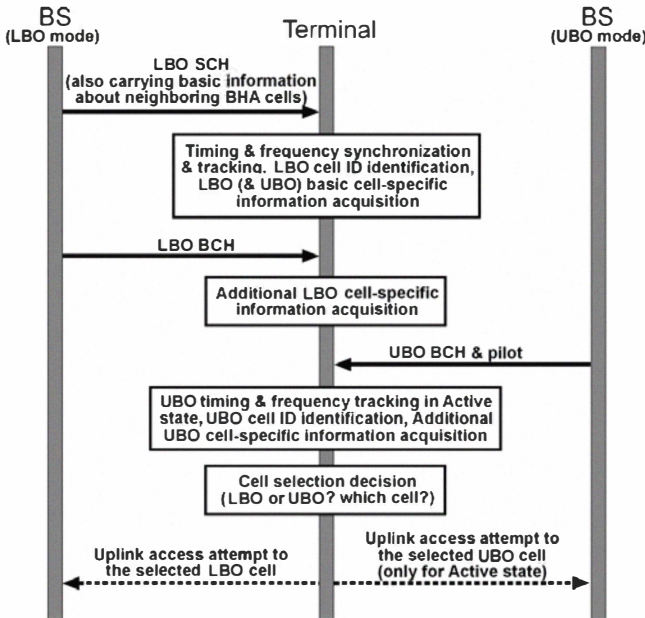 BS
(LBO mode)
Terminal
BS
(UBO mode)
LBO SCH
(also carrying basic information
about neighboring BHA cells)
Timing & frequency synchronization
& tracking. LBO cell ID identification,
LBO (& UBO) basic cell-specific
information acquisition
LBO BCH
Additional LBO cell-specific
information acquisition
UBO BCH & pilot
UBO timing & frequency tracking in Active
state, UBO cell ID identification, Additional
UBO cell-specific information acquisition
Cell selection decision
(LBO or UBO? which cell?)
Uplink access attempt to
the selected LBO cell
Uplink access attempt to
the selected UBO cell
(only for Active state)